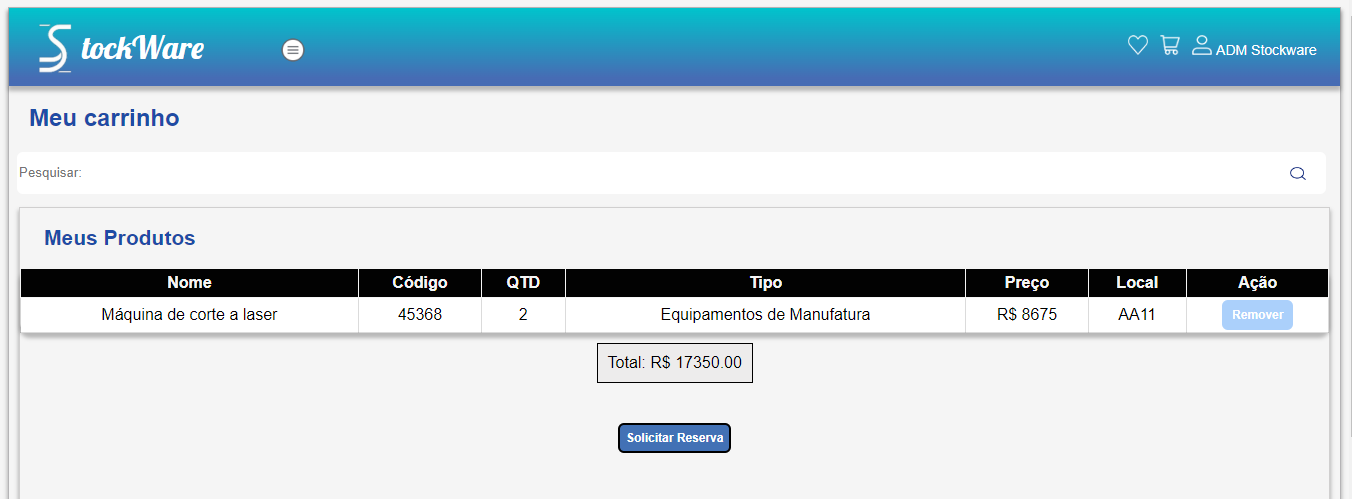 StockWare
ADM Stockware
Meu carrinho
Pesquisar:
Meus Produtos
Nome Código QTD Tipo Preço Local Ação
Máquina de corte a laser 45368 2 Equipamentos de Manufatura R$ 8675 AA11 Remover
Total: R$ 17350.00
Solicitar Reserva